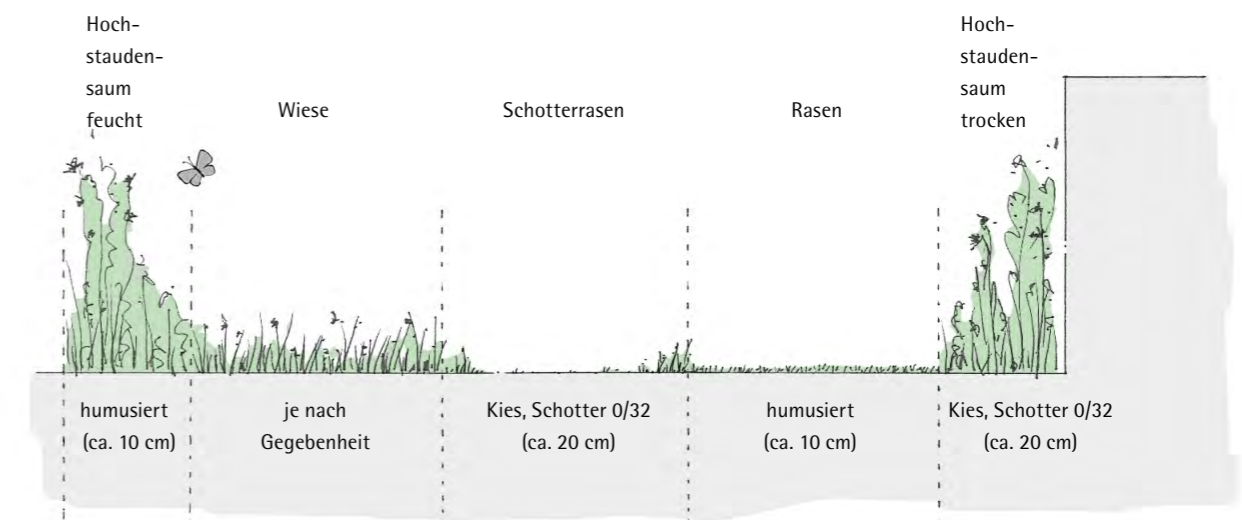 Hoch-
stauden-
saum
feucht
Wiese
Schotterrasen
Rasen
Hoch-
stauden-
saum
trocken
humusiert
(ca. 10 cm)
je nach
Gegebenheit
Kies, Schotter 0/32
(ca. 20 cm)
humusiert
(ca. 10 cm)
Kies, Schotter 0/32
(ca. 20 cm)